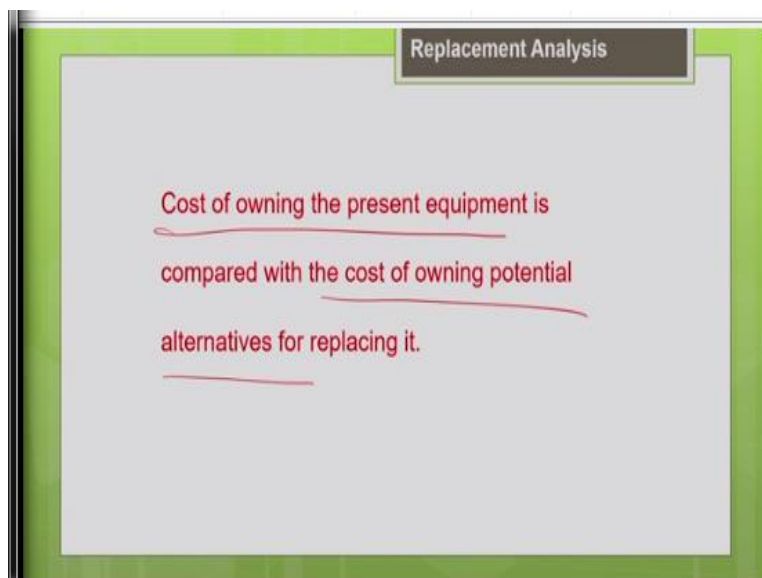 Replacement Analysis
Cost of owning the present equipment is
compared with the cost of owning potential
alternatives for replacing it.